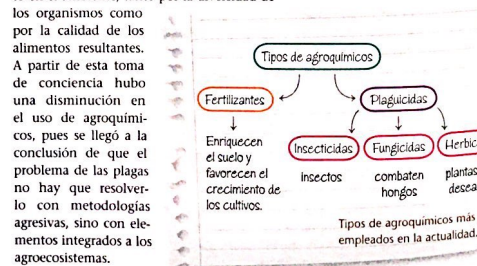 los organismos como
por la calidad de los
alimentos resultantes.
A partir de esta toma
de conciencia hubo
una disminución en
el uso de agroquími-
cos, pues se llegó a la
conclusión de que el
problema de las plagas
no hay que resolver-
lo con metodologías
agresivas, sino con ele-
mentos integrados a los
agroecosistemas.
Tipos de agroquímicos
Fertilizantes
Plaguicidas
Enriquecen
el suelo y
favorecen el
crecimiento de
los cultivos.
Insecticidas
insectos
Fungicidas
combaten
hongos
Herbic
plantas
desea
Tipos de agroquímicos más
empleados en la actualidad.